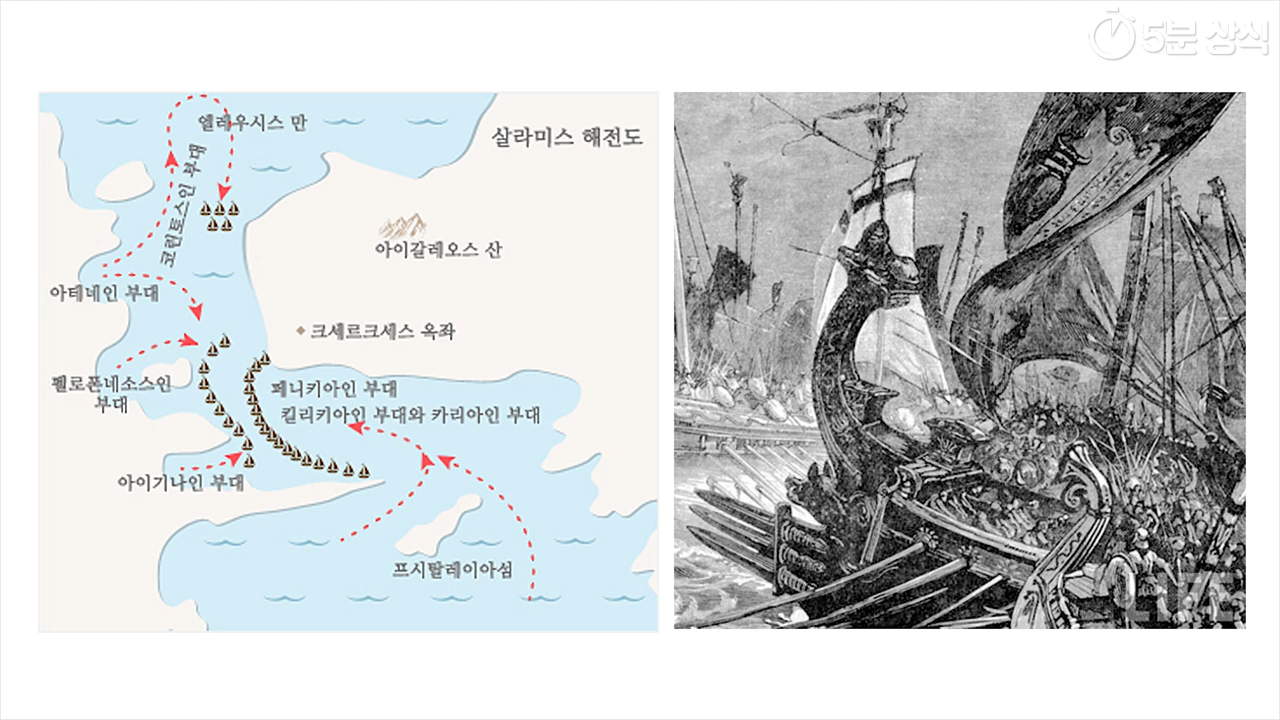 5분 상식
엘레우시스 만
살라미스 해전도
코린토스인 부대
아이갈레오스 산
아테네인 부대
크세르크세스 옥좌
펠로폰네소스인
부대
페니키아인 부대
킬리키아인 부대와 카리아인 부대
아이기나인 부대
프시탈레이아섬